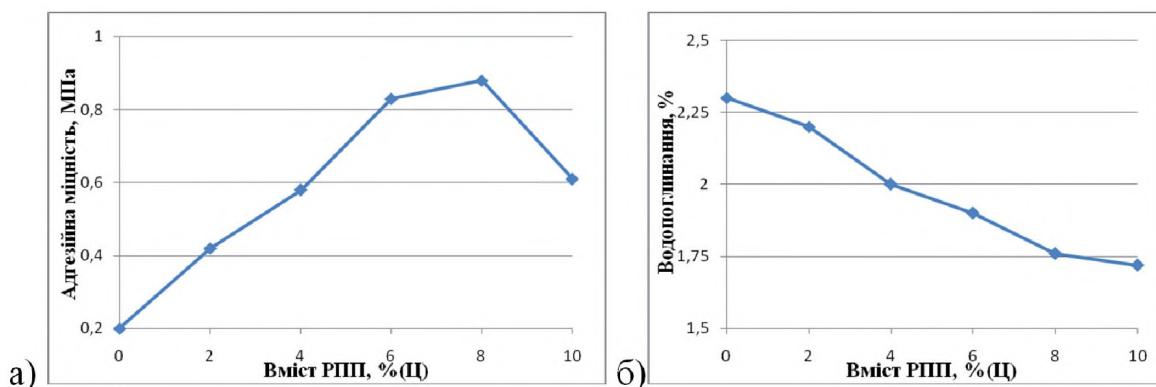 а)
Адгезійна міцність, МПа
1
0,8
0,6
0,4
0,2
0 2 4 6 8 10
Вміст РПП, %(Ц)
б)
Водопоглинання, %
2,5
2,25
2
1,75
1,5
0 2 4 6 8 10
Вміст РПП, %(Ц)